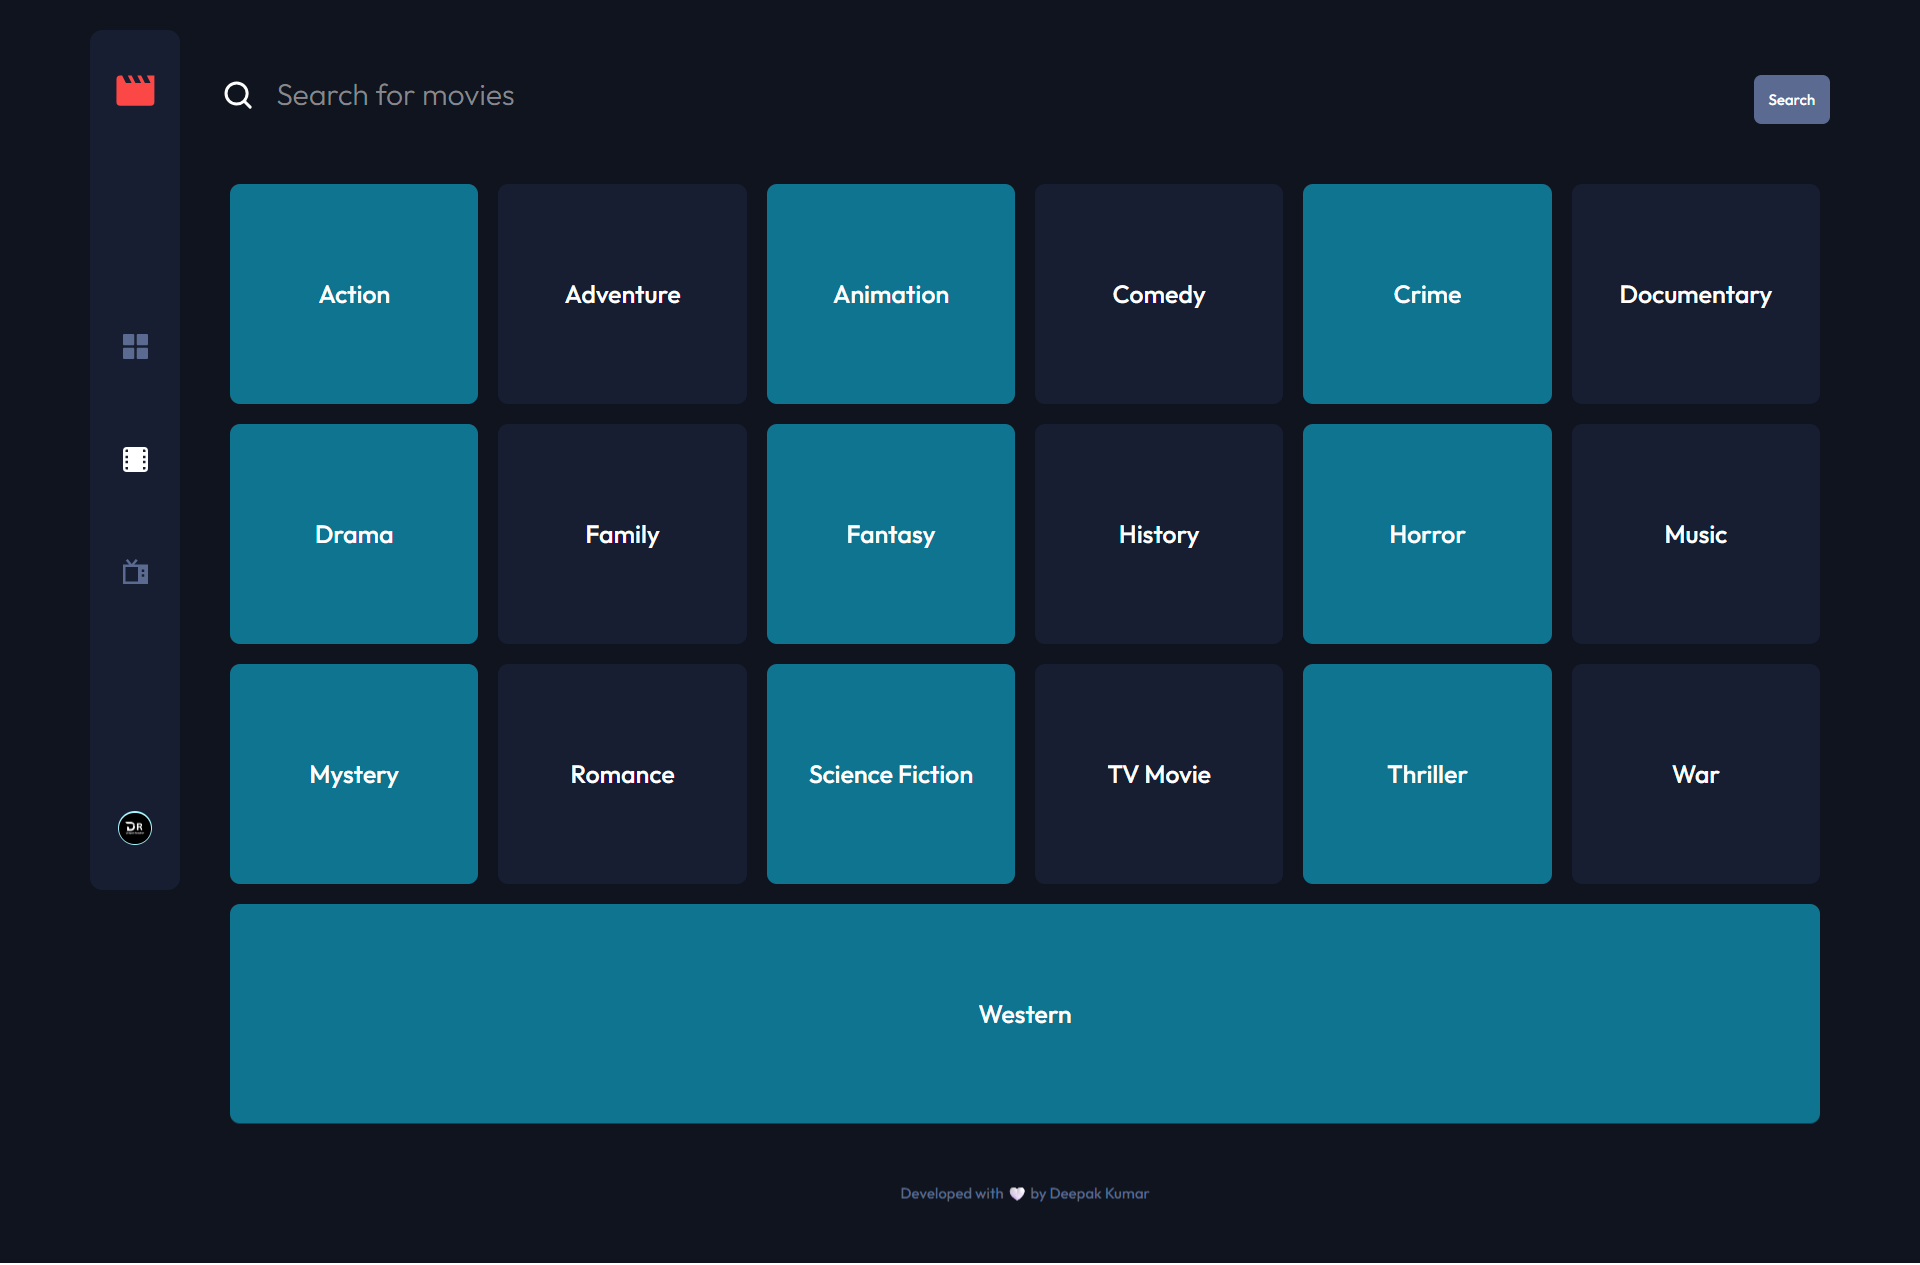 Search for movies
Search
Action
Adventure
Animation
Comedy
Crime
Documentary
Drama
Family
Fantasy
History
Horror
Music
Mystery
Romance
Science Fiction
TV Movie
Thriller
War
DR
Western
Developed with 🤍 by Deepak Kumar